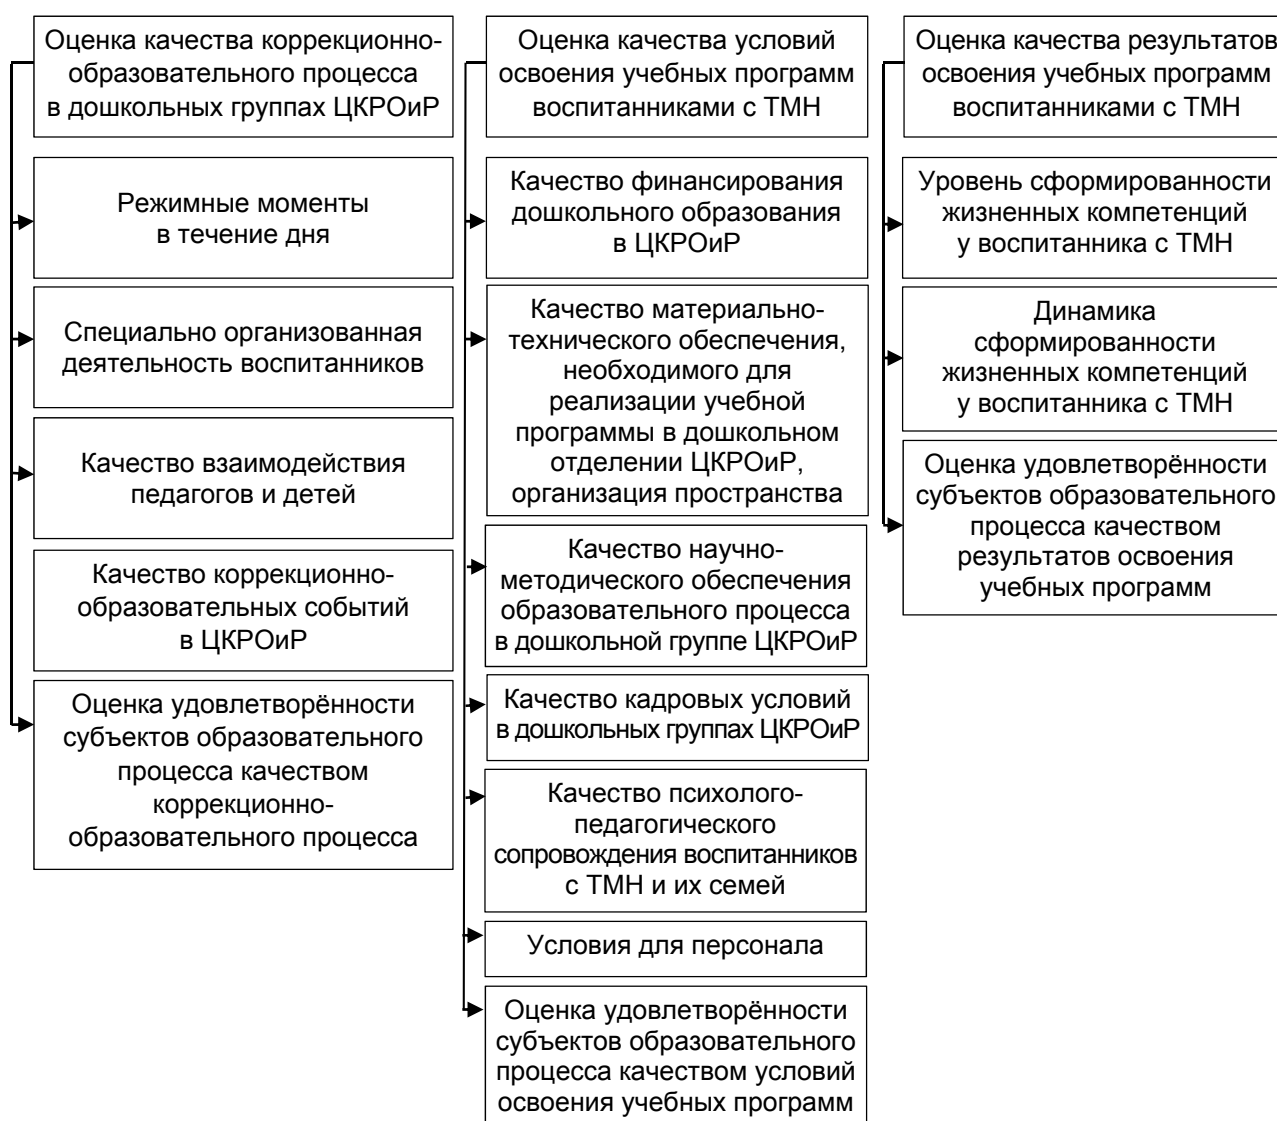 Оценка качества коррекционно-
образовательного процесса
в дошкольных группах ЦКРОиР
Режимные моменты
в течение дня
Специально организованная
деятельность воспитанников
Качество взаимодействия
педагогов и детей
Качество коррекционно-
образовательных событий
в ЦКРОиР
Оценка удовлетворённости
субъектов образовательного
процесса качеством
коррекционно-
образовательного процесса
Оценка качества условий
освоения учебных программ
воспитанниками с ТМН
Качество финансирования
дошкольного образования
в ЦКРОиР
Качество материально-
технического обеспечения,
необходимого для
реализации учебной
программы в дошкольном
отделении ЦКРОиР,
организация пространства
Качество научно-
методического обеспечения
образовательного процесса
в дошкольной группе ЦКРОиР
Качество кадровых условий
в дошкольных группах ЦКРОиР
Качество психолого-
педагогического
сопровождения воспитанников
с ТМН и их семей
Условия для персонала
Оценка удовлетворённости
субъектов образовательного
процесса качеством условий
освоения учебных программ
Оценка качества результатов
освоения учебных программ
воспитанниками с ТМН
Уровень сформированности
жизненных компетенций
у воспитанника с ТМН
Динамика
сформированности
жизненных компетенций
у воспитанника с ТМН
Оценка удовлетворённости
субъектов образовательного
процесса качеством
результатов освоения
учебных программ